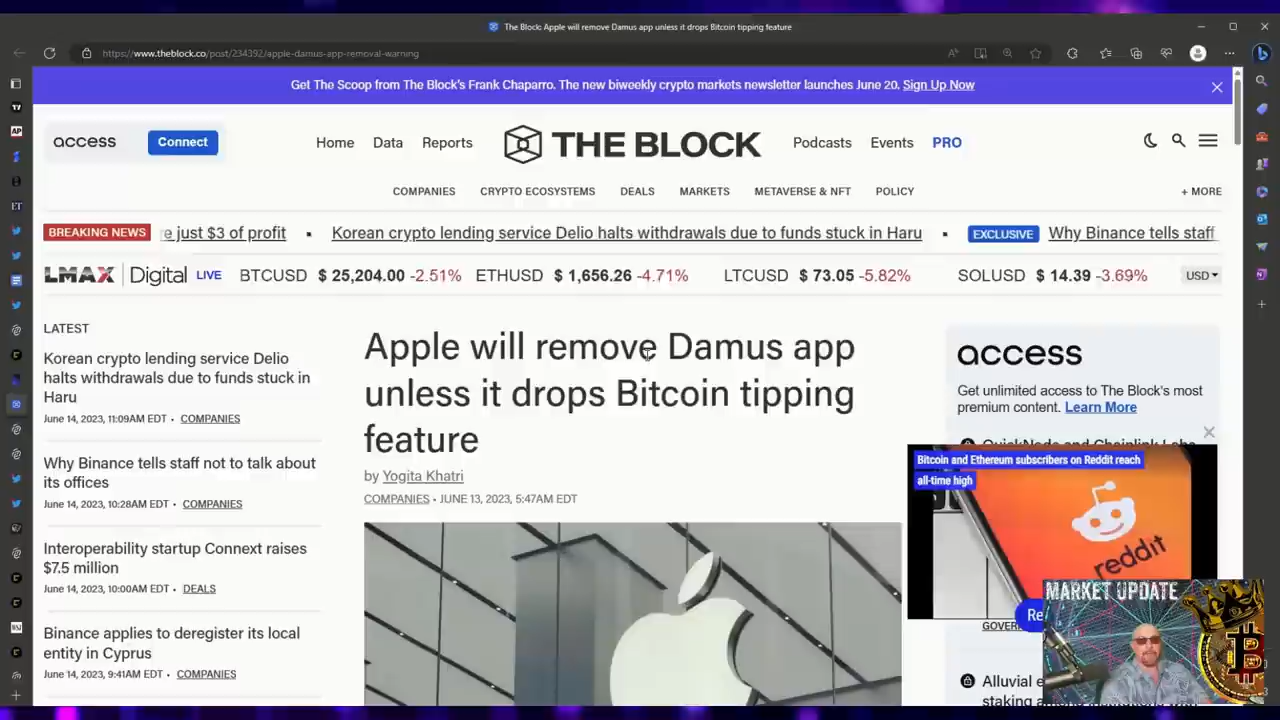 The Block: Apple will remove Damus app unless it drops Bitcoin tipping feature
https://www.theblock.co/post/234392/apple-damus-app-removal-warning
Get The Scoop from The Block's Frank Chaparro. The new biweekly crypto markets newsletter launches June 20. Sign Up Now
access Connect Home Data Reports THE BLOCK Podcasts Events PRO
COMPANIES CRYPTO ECOSYSTEMS DEALS MARKETS METAVERSE & NFT POLICY + MORE
BREAKING NEWS re just $3 of profit ▪ Korean crypto lending service Delio halts withdrawals due to funds stuck in Haru ▪ EXCLUSIVE Why Binance tells staff
LMAX Digital LIVE BTCUSD $ 25,204.00 -2.51% ETHUSD $ 1,656.26 -4.71% LTCUSD $ 73.05 -5.82% SOLUSD $ 14.39 -3.69% USD
LATEST
Korean crypto lending service Delio
halts withdrawals due to funds stuck in
Haru
June 14, 2023, 11:09AM EDT • COMPANIES
Why Binance tells staff not to talk about
its offices
June 14, 2023, 10:28AM EDT • COMPANIES
Interoperability startup Connext raises
$7.5 million
June 14, 2023, 10:00AM EDT • DEALS
Binance applies to deregister its local
entity in Cyprus
June 14, 2023, 9:41AM EDT • COMPANIES
Apple will remove Damus app
unless it drops Bitcoin tipping
feature
by Yogita Khatri
COMPANIES • JUNE 13, 2023, 5:47AM EDT
access
Get unlimited access to The Block's most
premium content. Learn More
QuickNode and Chainlink Labs
Bitcoin and Ethereum subscribers on Reddit reach
all-time high
reddit
Re
GOVER
MARKET UPDATE
Alluvial e